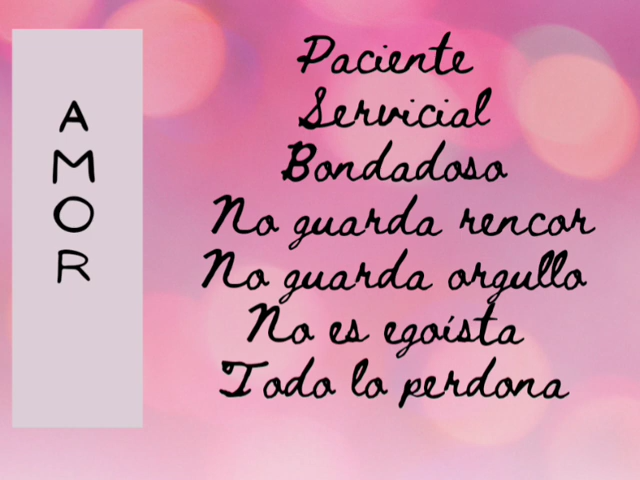 AMOR
Paciente
Servicial
Bondadoso
No guarda rencor
No guarda orgullo
No es egoísta
Todo lo perdona